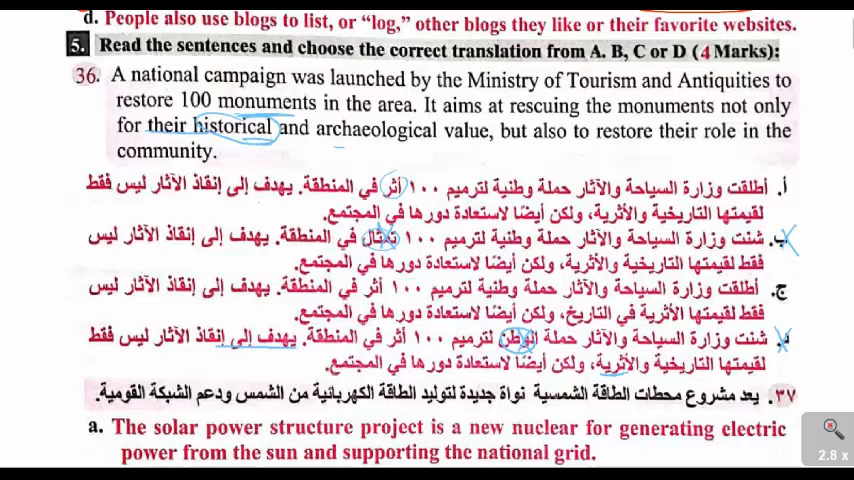 d. People also use blogs to list, or “log,” other blogs they like or their favorite websites.
5. Read the sentences and choose the correct translation from A. B, C or D (4 Marks):
36. A national campaign was launched by the Ministry of Tourism and Antiquities to
restore 100 monuments in the area. It aims at rescuing the monuments not only
for their historical and archaeological value, but also to restore their role in the
community.
أ. أطلقت وزارة السياحة والآثار حملة وطنية لترميم ١٠٠ أثر في المنطقة. يهدف إلى إنقاذ الآثار ليس فقط
لقيمتها التاريخية والأثرية، ولكن أيضًا لاستعادة دورها في المجتمع.
ب. شنت وزارة السياحة والآثار حملة وطنية لترميم ١٠٠ تمثال في المنطقة. يهدف إلى إنقاذ الآثار ليس
فقط لقيمتها التاريخية والأثرية، ولكن أيضًا لاستعادة دورها في المجتمع.
ج. أطلقت وزارة السياحة والآثار حملة وطنية لترميم ١٠٠ أثر في المنطقة. يهدف إلى إنقاذ الآثار ليس
فقط لقيمتها الأثرية في التاريخ، ولكن أيضًا لاستعادة دورها في المجتمع.
د. شنت وزارة السياحة والآثار حملة الوطن لترميم ١٠٠ أثر في المنطقة. يهدف إلى إنقاذ الآثار ليس فقط
لقيمتها التاريخية والأثرية، ولكن أيضًا لاستعادة دورها في المجتمع.
٣٧. يعد مشروع محطات الطاقة الشمسية نواة جديدة لتوليد الطاقة الكهربائية من الشمس ودعم الشبكة القومية.
a. The solar power structure project is a new nuclear for generating electric
power from the sun and supporting the national grid.
2.8 x